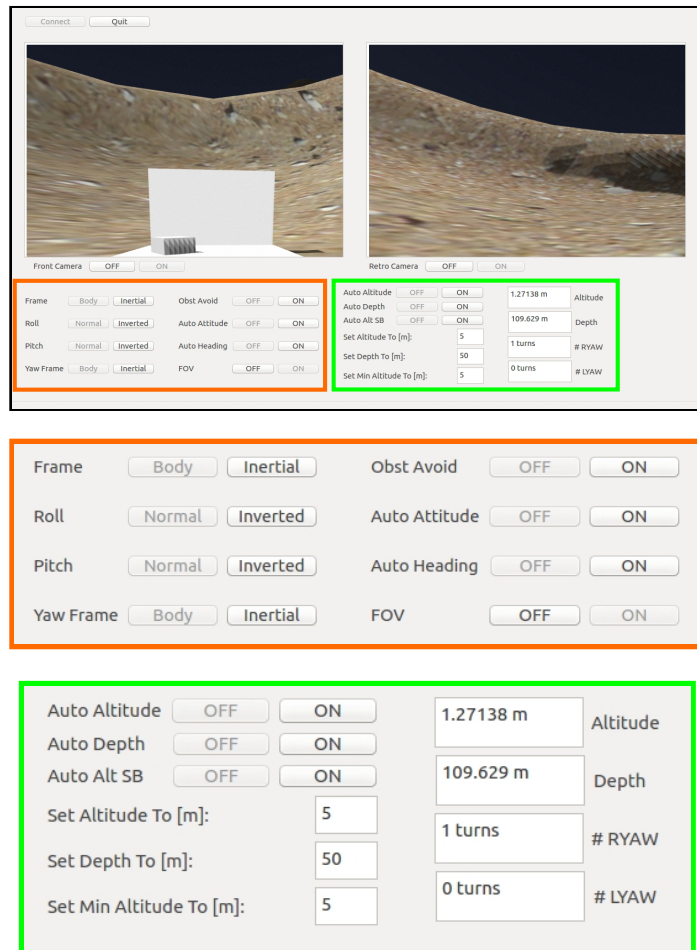 Connect Quit
Front Camera OFF ON
Retro Camera OFF ON
Frame Body Inertial Obst Avoid OFF ON
Roll Normal Inverted Auto Attitude OFF ON
Pitch Normal Inverted Auto Heading OFF ON
Yaw Frame Body Inertial FOV OFF ON
Auto Altitude OFF ON
Auto Depth OFF ON
Auto Alt SB OFF ON
Set Altitude To [m]: 5
Set Depth To [m]: 50
Set Min Altitude To [m]: 5
1.27138 m Altitude
109.629 m Depth
1 turns # RYAW
0 turns # LYAW
Frame Body Inertial Obst Avoid OFF ON
Roll Normal Inverted Auto Attitude OFF ON
Pitch Normal Inverted Auto Heading OFF ON
Yaw Frame Body Inertial FOV OFF ON
Auto Altitude OFF ON
Auto Depth OFF ON
Auto Alt SB OFF ON
Set Altitude To [m]: 5
Set Depth To [m]: 50
Set Min Altitude To [m]: 5
1.27138 m Altitude
109.629 m Depth
1 turns # RYAW
0 turns # LYAW